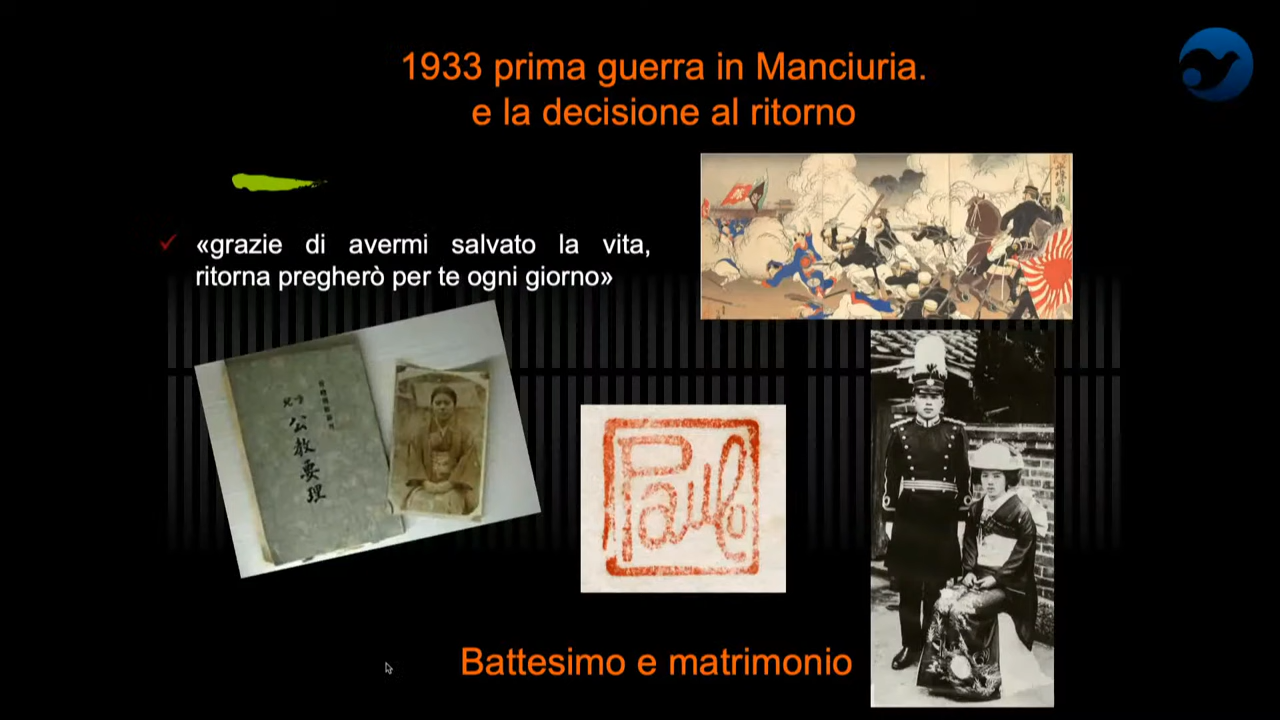 1933 prima guerra in Manciuria.
e la decisione al ritorno
«grazie di avermi salvato la vita,
ritorna pregherò per te ogni giorno»
公教要理
Paulo
Battesimo e matrimonio